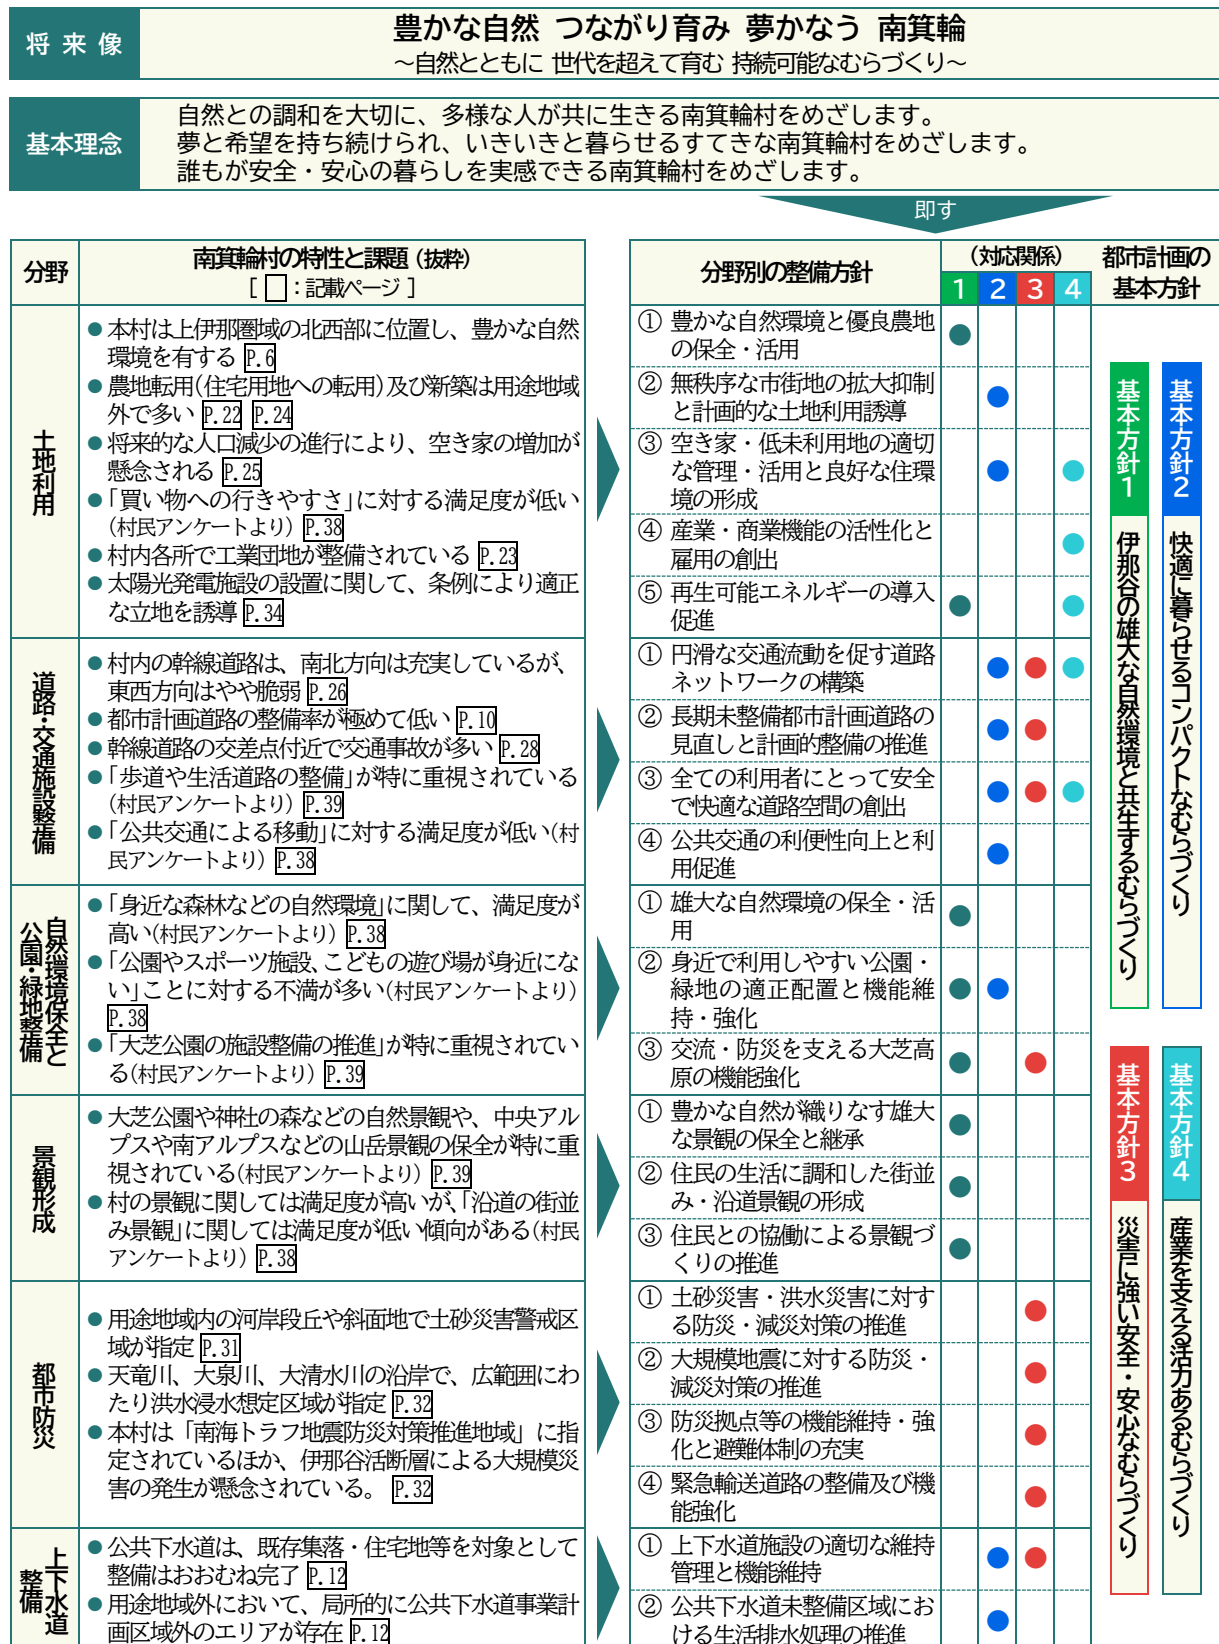 将来像
豊かな自然 つながり育み 夢かなう 南箕輪
～自然とともに 世代を超えて育む 持続可能なむらづくり～
基本理念
自然との調和を大切に、多様な人が共に生きる南箕輪村をめざします。
夢と希望を持ち続けられ、いきいきと暮らせるすてきな南箕輪村をめざします。
誰もが安全・安心の暮らしを実感できる南箕輪村をめざします。
即す
分野
南箕輪村の特性と課題（抜粋）
［ □：記載ページ ］
分野別の整備方針
（対応関係）
1 2 3 4
都市計画の
基本方針
土地利用
● 本村は上伊那圏域の北西部に位置し、豊かな自然
環境を有する P.6
● 農地転用（住宅用地への転用）及び新築は用途地域
外で多い P.22 P.24
● 将来的な人口減少の進行により、空き家の増加が
懸念される P.25
● 「買い物への行きやすさ」に対する満足度が低い
（村民アンケートより） P.38
● 村内各所で工業団地が整備されている P.23
● 太陽光発電施設の設置に関して、条例により適正
な立地を誘導 P.34
① 豊かな自然環境と優良農地
の保全・活用
② 無秩序な市街地の拡大抑制
と計画的な土地利用誘導
③ 空き家・低未利用地の適切
な管理・活用と良好な住環
境の形成
④ 産業・商業機能の活性化と
雇用の創出
⑤ 再生可能エネルギーの導入
促進
道路・交通施設整備
● 村内の幹線道路は、南北方向は充実しているが、
東西方向はやや脆弱 P.26
● 都市計画道路の整備率が極めて低い P.10
● 幹線道路の交差点付近で交通事故が多い P.28
● 「歩道や生活道路の整備」が特に重視されている
（村民アンケートより） P.39
● 「公共交通による移動」に対する満足度が低い（村
民アンケートより） P.38
① 円滑な交通流動を促す道路
ネットワークの構築
② 長期未整備都市計画道路の
見直しと計画的整備の推進
③ 全ての利用者にとって安全
で快適な道路空間の創出
④ 公共交通の利便性向上と利
用促進
自然環境保全と
公園・緑地整備
● 「身近な森林などの自然環境」に関して、満足度が
高い（村民アンケートより） P.38
● 「公園やスポーツ施設、こどもの遊び場が身近にな
い」ことに対する不満が多い（村民アンケートより）
P.38
● 「大芝公園の施設整備の推進」が特に重視されてい
る（村民アンケートより） P.39
① 雄大な自然環境の保全・活
用
② 身近で利用しやすい公園・
緑地の適正配置と機能維
持・強化
③ 交流・防災を支える大芝高
原の機能強化
景観形成
● 大芝公園や神社の森などの自然景観や、中央アル
プスや南アルプスなどの山岳景観の保全が特に重
視されている（村民アンケートより） P.39
● 村の景観に関しては満足度が高いが、「沿道の街並
み景観」に関しては満足度が低い傾向がある（村民
アンケートより） P.38
① 豊かな自然が織りなす雄大
な景観の保全と継承
② 住民の生活に調和した街並
み・沿道景観の形成
③ 住民との協働による景観づ
くりの推進
都市防災
● 用途地域内の河岸段丘や斜面地で土砂災害警戒区
域が指定 P.31
● 天竜川、大泉川、大清水川の沿岸で、広範囲にわ
たり洪水浸水想定区域が指定 P.32
● 本村は「南海トラフ地震防災対策推進地域」に指
定されているほか、伊那谷活断層による大規模災
害の発生が懸念されている。 P.32
① 土砂災害・洪水災害に対す
る防災・減災対策の推進
② 大規模地震に対する防災・
減災対策の推進
③ 防災拠点等の機能維持・強
化と避難体制の充実
④ 緊急輸送道路の整備及び機
能強化
上下水道
整備
● 公共下水道は、既存集落・住宅地等を対象として
整備はおおむね完了 P.12
● 用途地域外において、局所的に公共下水道事業計
画区域外のエリアが存在 P.12
① 上下水道施設の適切な維持
管理と機能維持
② 公共下水道未整備区域にお
ける生活排水処理の推進
基本方針1
伊那谷の雄大な自然環境と共生するむらづくり
基本方針2
快適に暮らせるコンパクトなむらづくり
基本方針3
災害に強い安全・安心なむらづくり
基本方針4
産業を支える活力あるむらづくり